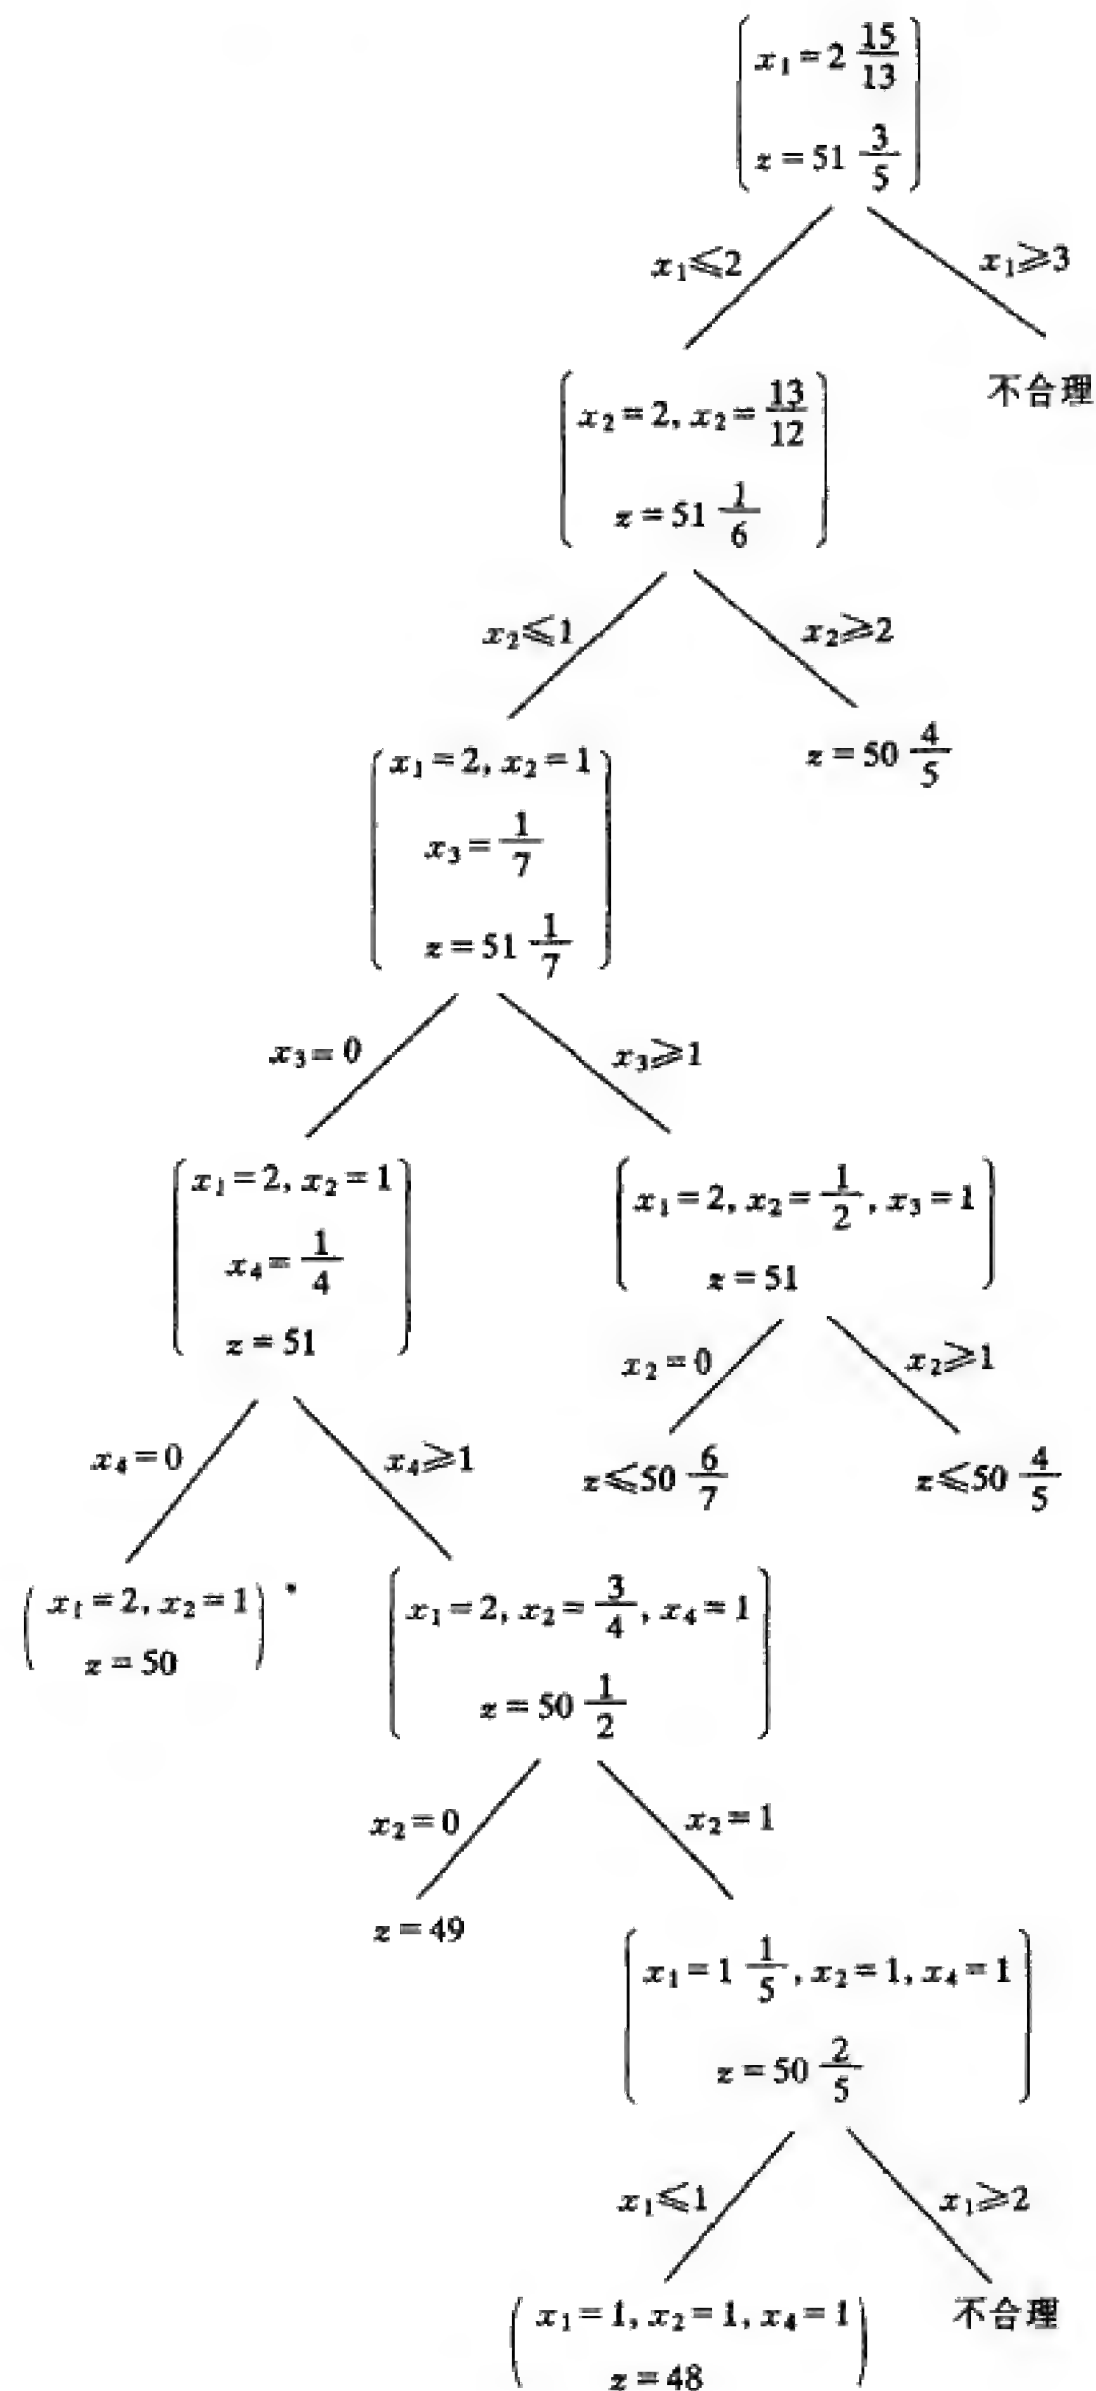 x₁=2 15/13
z=51 3/5
x₁⩽2
x₁⩾3
不合理
x₂=2, x₂=13/12
z=51 1/6
x₂⩽1
x₂⩾2
x₁=2, x₂=1
x₃=1/7
z=51 1/7
z=50 4/5
x₃=0
x₃⩾1
x₁=2, x₂=1
x₄=1/4
z=51
x₁=2, x₂=1/2, x₃=1
z=51
x₂=0
x₂⩾1
x₄=0
x₄⩾1
z⩽50 6/7
z⩽50 4/5
(x₁=2, x₂=1)*
z=50
x₁=2, x₂=3/4, x₄=1
z=50 1/2
x₂=0
x₂=1
z=49
x₁=1 1/5, x₂=1, x₄=1
z=50 2/5
x₁⩽1
x₁⩾2
x₁=1, x₂=1, x₄=1
z=48
不合理